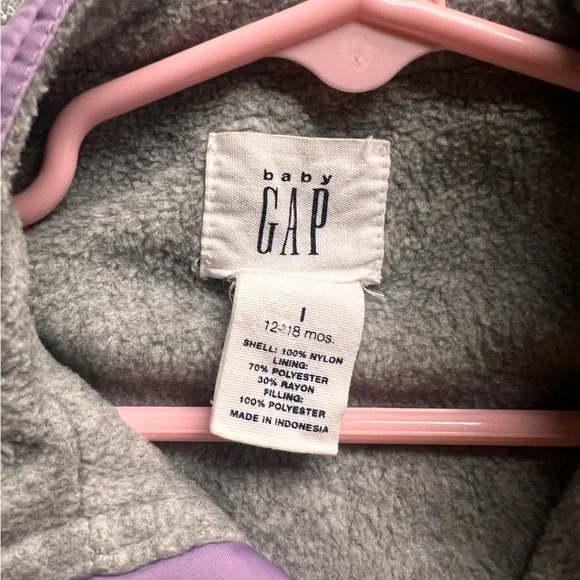 baby
GAP
I
12-18 mos.
SHELL: 100% NYLON
LINING:
70% POLYESTER
30% RAYON
FILLING:
100% POLYESTER
MADE IN INDONESIA